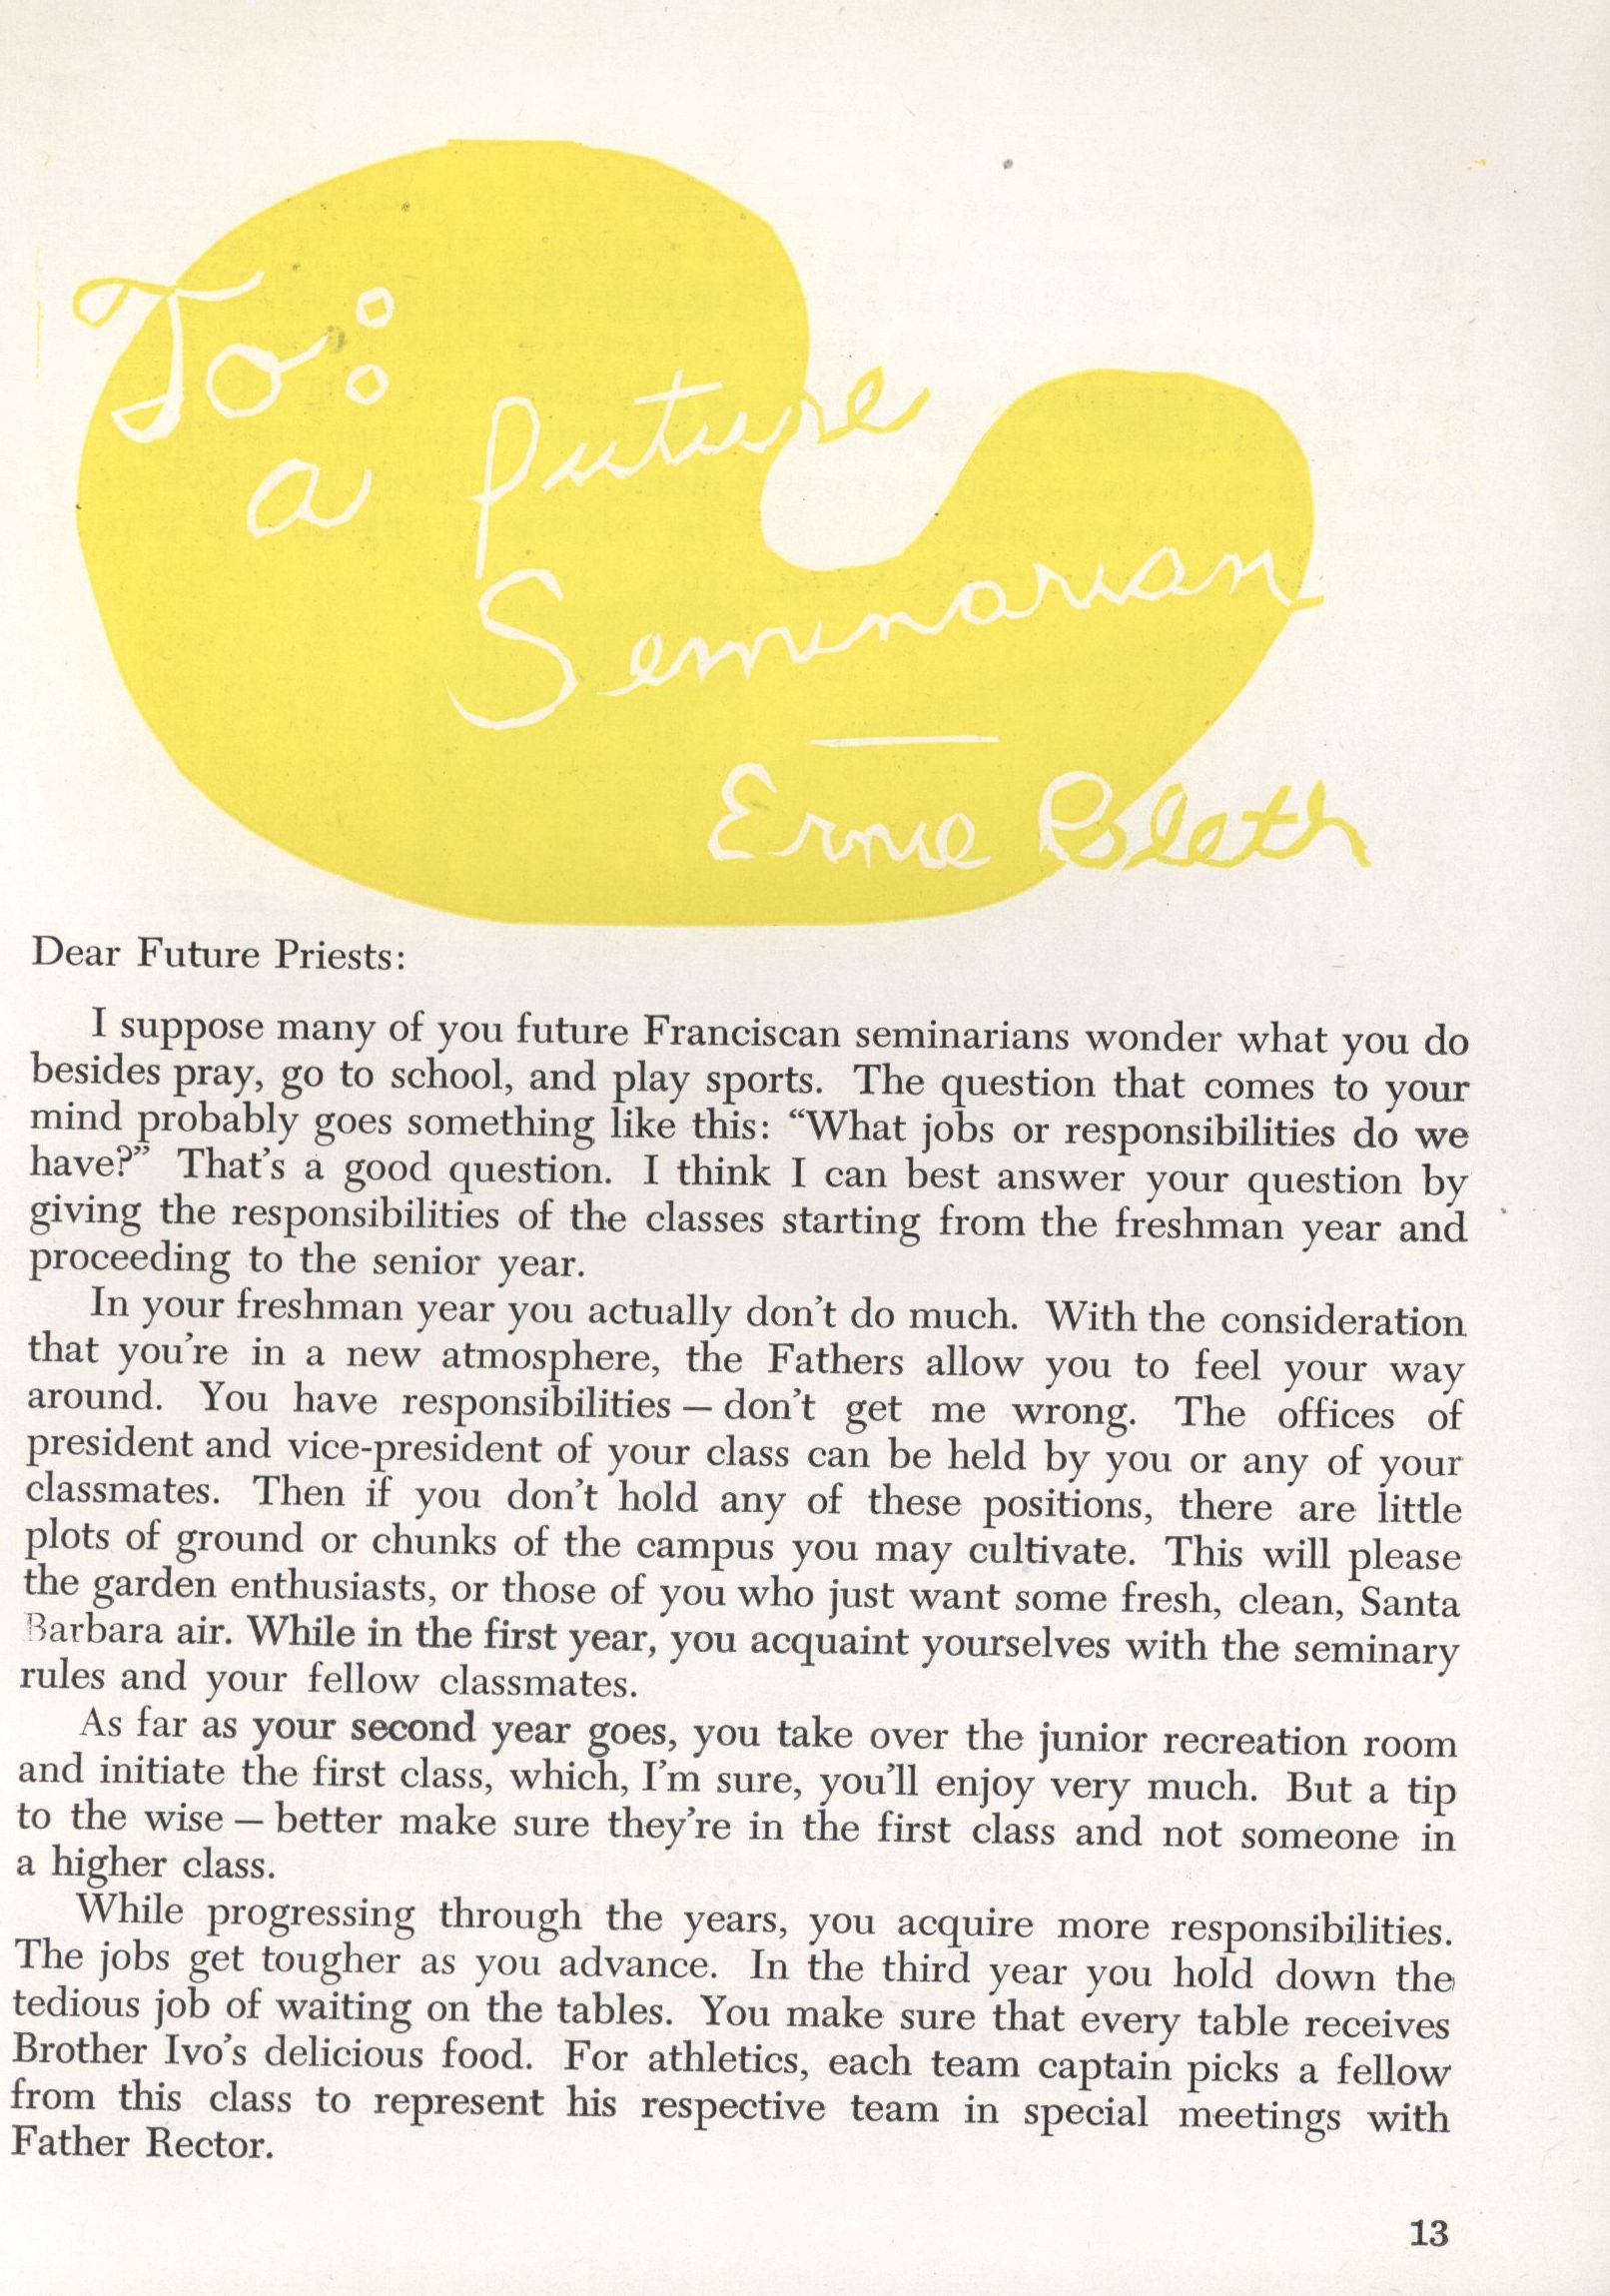 To:
a future
Seminarian
Ernie Bleth
Dear Future Priests:
I suppose many of you future Franciscan seminarians wonder what you do
besides pray, go to school, and play sports. The question that comes to your
mind probably goes something like this: “What jobs or responsibilities do we
have?” That’s a good question. I think I can best answer your question by
giving the responsibilities of the classes starting from the freshman year and
proceeding to the senior year.
In your freshman year you actually don’t do much. With the consideration
that you’re in a new atmosphere, the Fathers allow you to feel your way
around. You have responsibilities — don’t get me wrong. The offices of
president and vice-president of your class can be held by you or any of your
classmates. Then if you don’t hold any of these positions, there are little
plots of ground or chunks of the campus you may cultivate. This will please
the garden enthusiasts, or those of you who just want some fresh, clean, Santa
Barbara air. While in the first year, you acquaint yourselves with the seminary
rules and your fellow classmates.
As far as your second year goes, you take over the junior recreation room
and initiate the first class, which, I’m sure, you’ll enjoy very much. But a tip
to the wise — better make sure they’re in the first class and not someone in
a higher class.
While progressing through the years, you acquire more responsibilities.
The jobs get tougher as you advance. In the third year you hold down the
tedious job of waiting on the tables. You make sure that every table receives
Brother Ivo’s delicious food. For athletics, each team captain picks a fellow
from this class to represent his respective team in special meetings with
Father Rector.
13